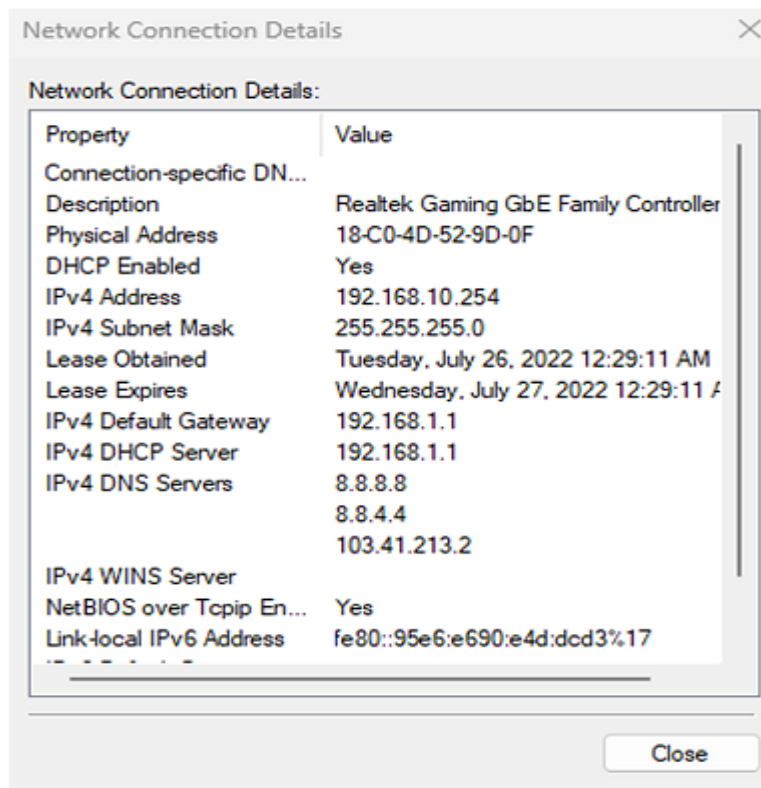 Network Connection Details
Network Connection Details:
Property Value
Connection-specific DN...
Description Realtek Gaming GbE Family Controller
Physical Address 18-C0-4D-52-9D-0F
DHCP Enabled Yes
IPv4 Address 192.168.10.254
IPv4 Subnet Mask 255.255.255.0
Lease Obtained Tuesday, July 26, 2022 12:29:11 AM
Lease Expires Wednesday, July 27, 2022 12:29:11 A
IPv4 Default Gateway 192.168.1.1
IPv4 DHCP Server 192.168.1.1
IPv4 DNS Servers 8.8.8.8
8.8.4.4
103.41.213.2
IPv4 WINS Server
NetBIOS over Tcpip En... Yes
Link-local IPv6 Address fe80::95e6:e690:e4d:dcd3%17
Close